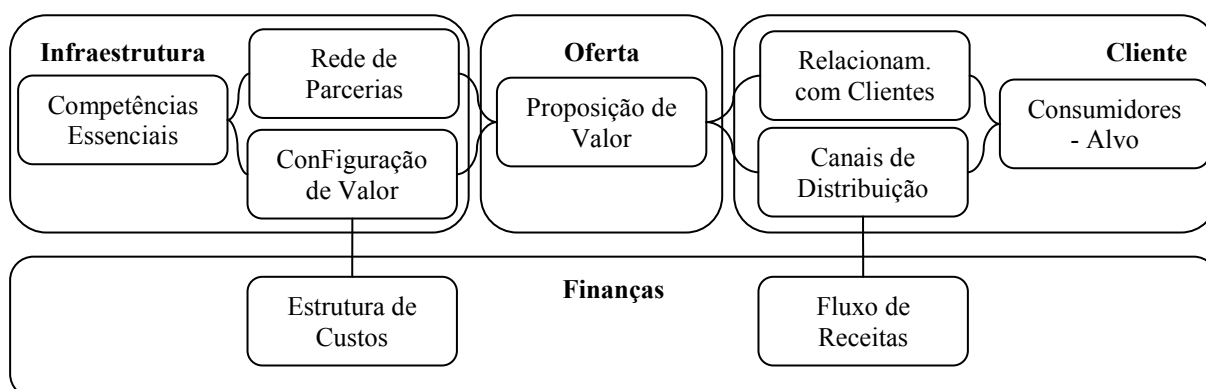 Infraestrutura
Competências
Essenciais
Rede de
Parcerias
ConFiguração
de Valor
Oferta
Proposição de
Valor
Cliente
Relacionam.
com Clientes
Canais de
Distribuição
Consumidores
- Alvo
Finanças
Estrutura de
Custos
Fluxo de
Receitas